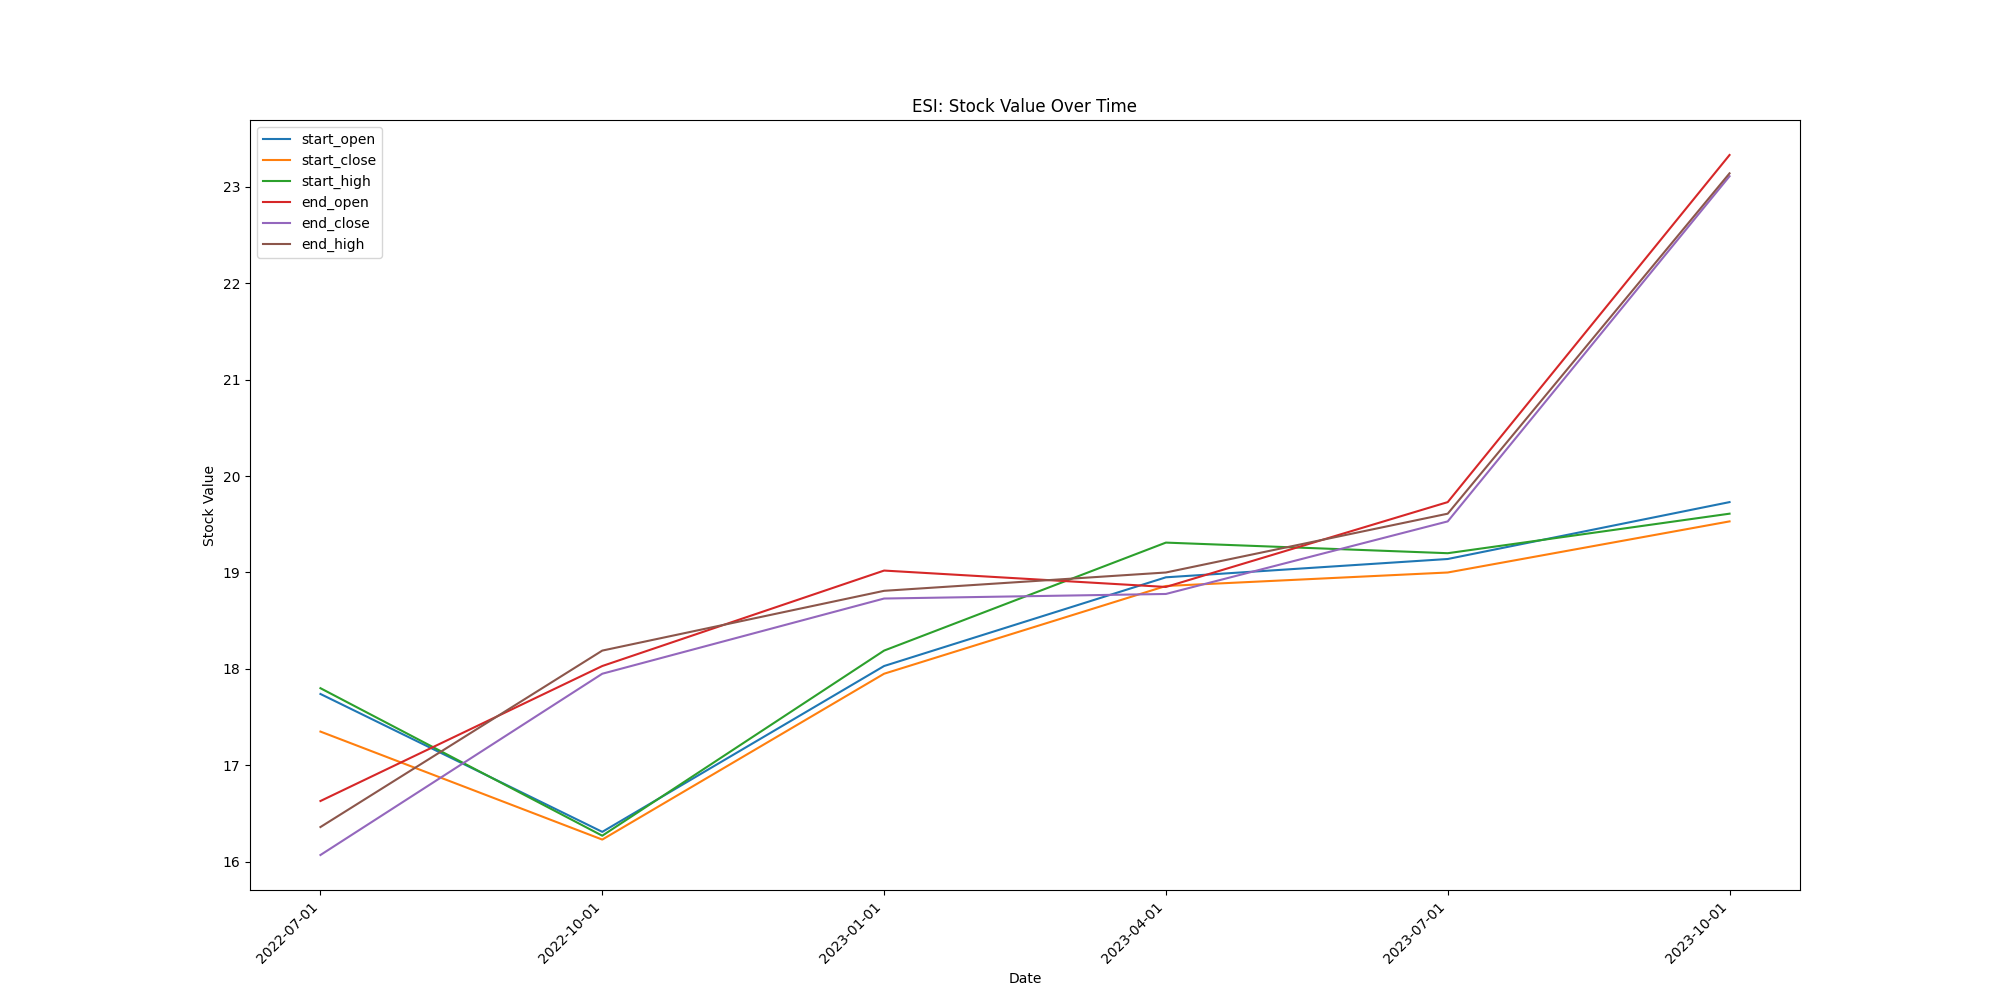 ESI: Stock Value Over Time
start_open
start_close
start_high
end_open
end_close
end_high
23
22
21
20
19
18
17
16
Stock Value
2022-07-01
2022-10-01
2023-01-01
2023-04-01
2023-07-01
2023-10-01
Date